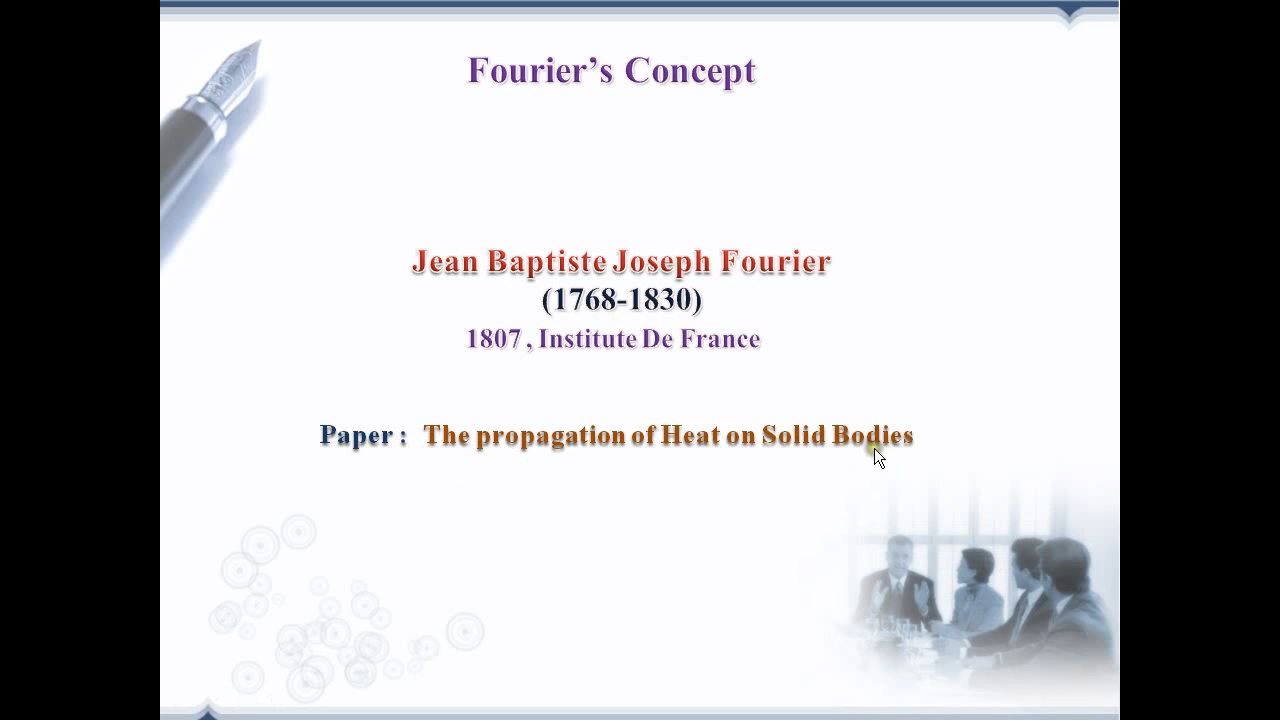 Fourier’s Concept
Jean Baptiste Joseph Fourier
(1768-1830)
1807 , Institute De France
Paper : The propagation of Heat on Solid Bodies